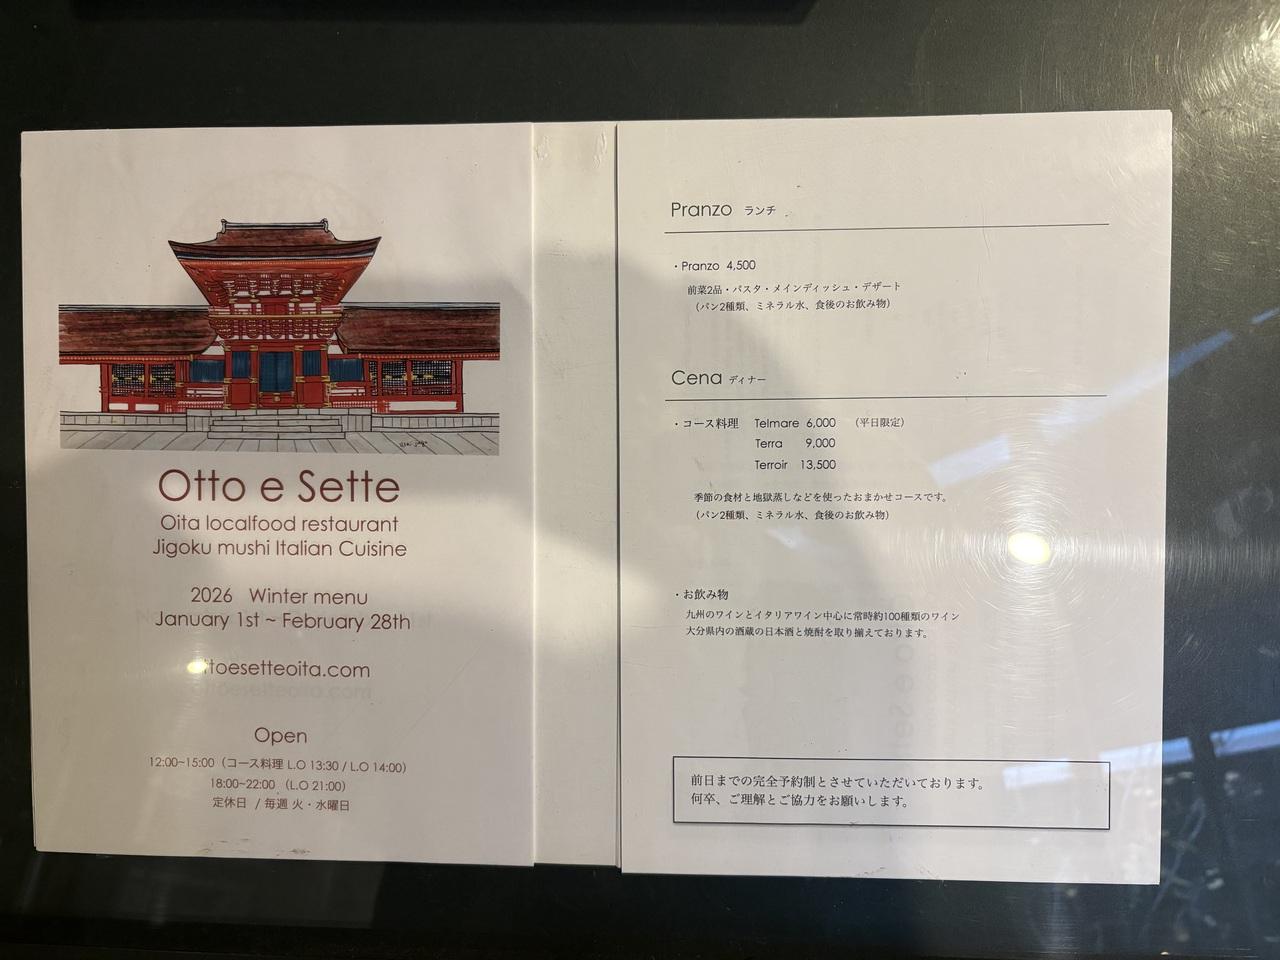 Otto e Sette
Oita localfood restaurant
Jigoku mushi Italian Cuisine
2026 Winter menu
January 1st ~ February 28th
ttoesetteoita.com
Open
12:00~15:00（コース料理 L.O 13:30 / L.O 14:00）
18:00~22:00 （L.O 21:00）
定休日 / 毎週 火・水曜日
Pranzo ランチ
・Pranzo 4,500
前菜2品・パスタ・メインディッシュ・デザート
（パン2種類、ミネラル水、食後のお飲み物）
Cena ディナー
・コース料理 Telmare 6,000 （平日限定）
Terra 9,000
Terroir 13,500
季節の食材と地獄蒸しなどを使ったおまかせコースです。
（パン2種類、ミネラル水、食後のお飲み物）
・お飲み物
九州のワインとイタリアワイン中心に常時約100種類のワイン
大分県内の酒蔵の日本酒と焼酎を取り揃えております。
前日までの完全予約制とさせていただいております。
何卒、ご理解とご協力をお願いします。